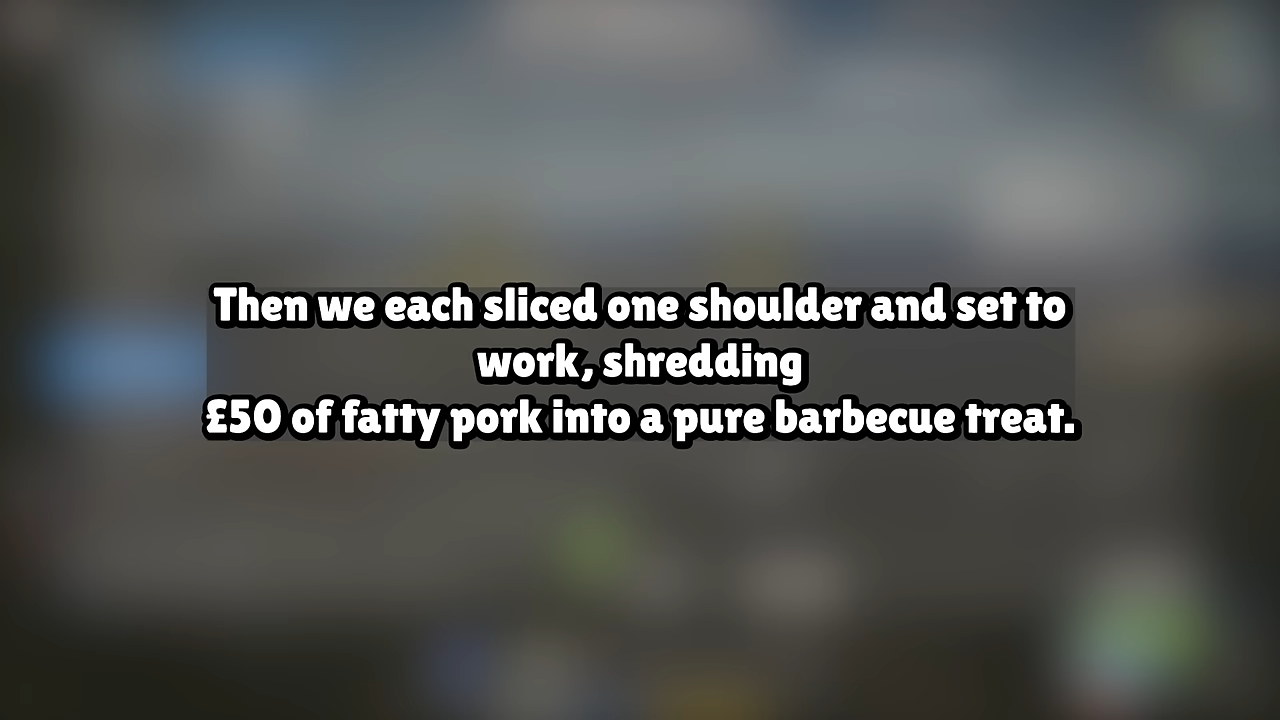 Then we each sliced one shoulder and set to
work, shredding
£50 of fatty pork into a pure barbecue treat.